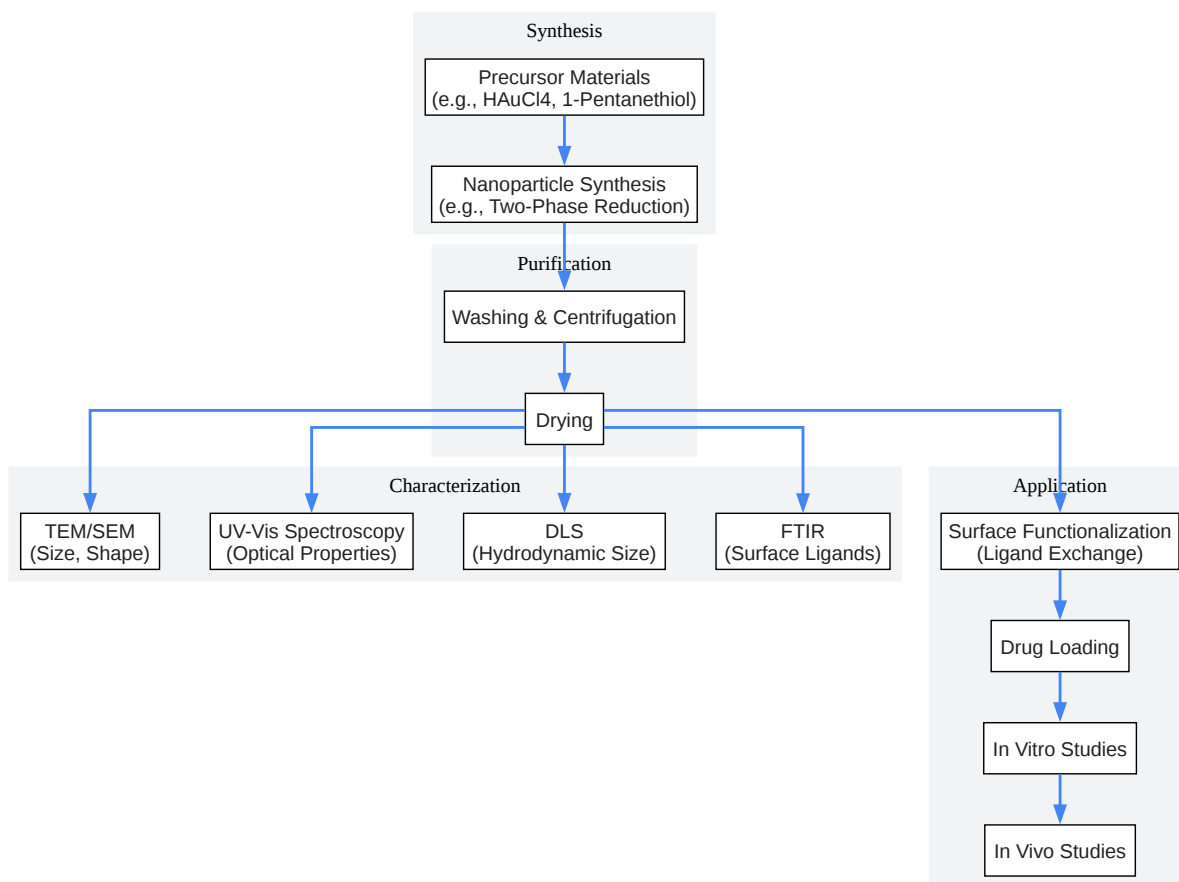 Synthesis
Precursor Materials
(e.g., HAuCl4, 1-Pentanethiol)
Nanoparticle Synthesis
(e.g., Two-Phase Reduction)
Purification
Washing & Centrifugation
Drying
Characterization
TEM/SEM
(Size, Shape)
UV-Vis Spectroscopy
(Optical Properties)
DLS
(Hydrodynamic Size)
FTIR
(Surface Ligands)
Application
Surface Functionalization
(Ligand Exchange)
Drug Loading
In Vitro Studies
In Vivo Studies